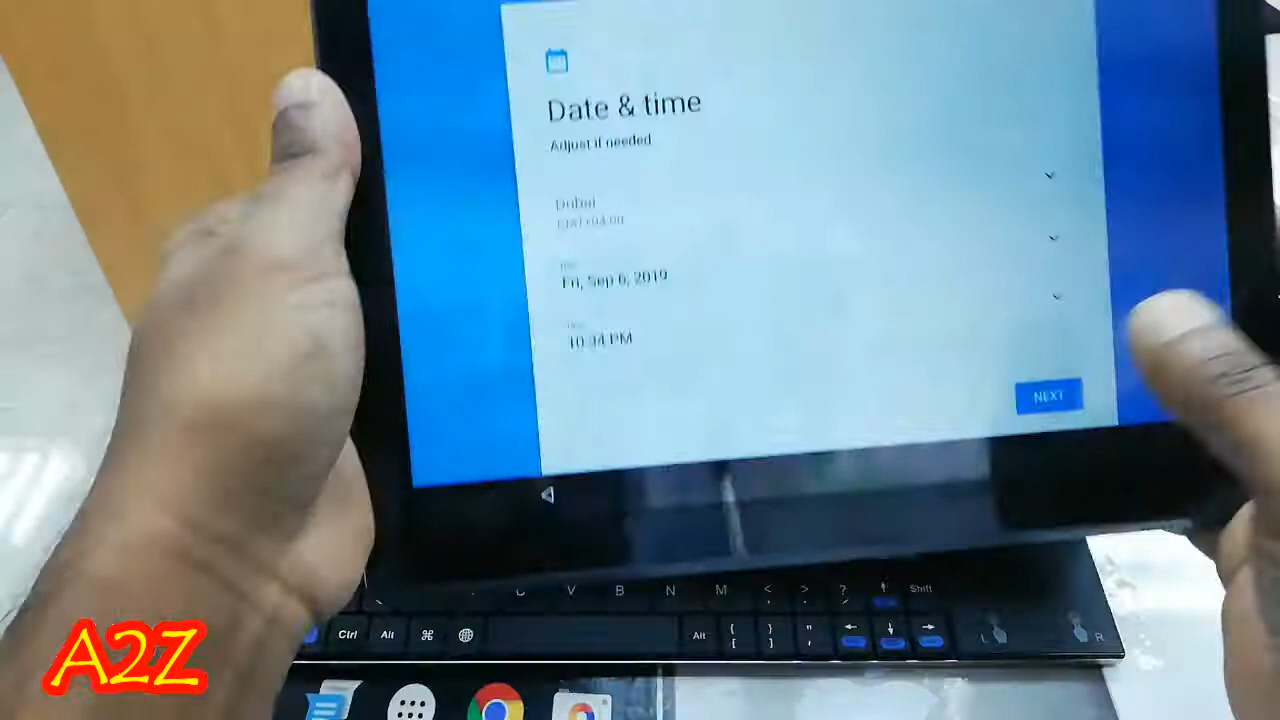 Date & time
Adjust if needed
Dubai
Fri, Sep 6, 2019
10:34 PM
NEXT
C V B N M < > ? Shift
, . /
Ctrl Alt ⌘ Alt { } "
[ ] '
L R
A2Z